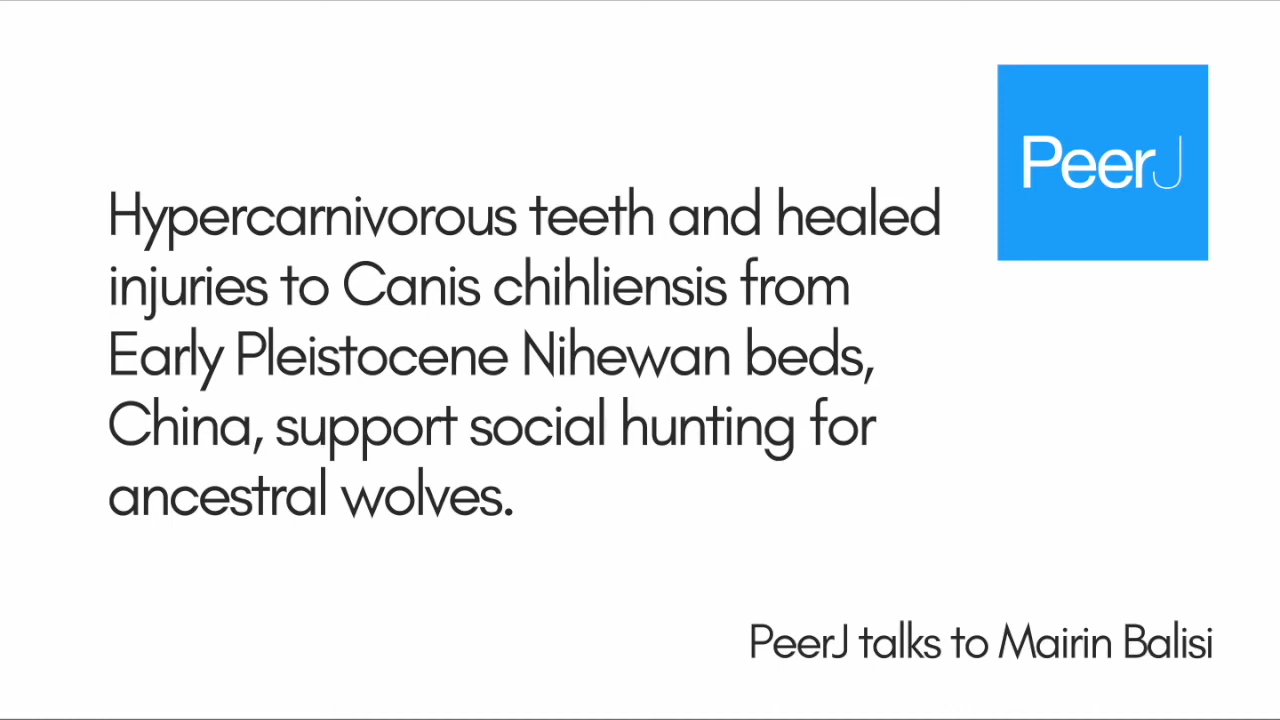 PeerJ
Hypercarnivorous teeth and healed
injuries to Canis chihliensis from
Early Pleistocene Nihewan beds,
China, support social hunting for
ancestral wolves.
PeerJ talks to Mairin Balisi